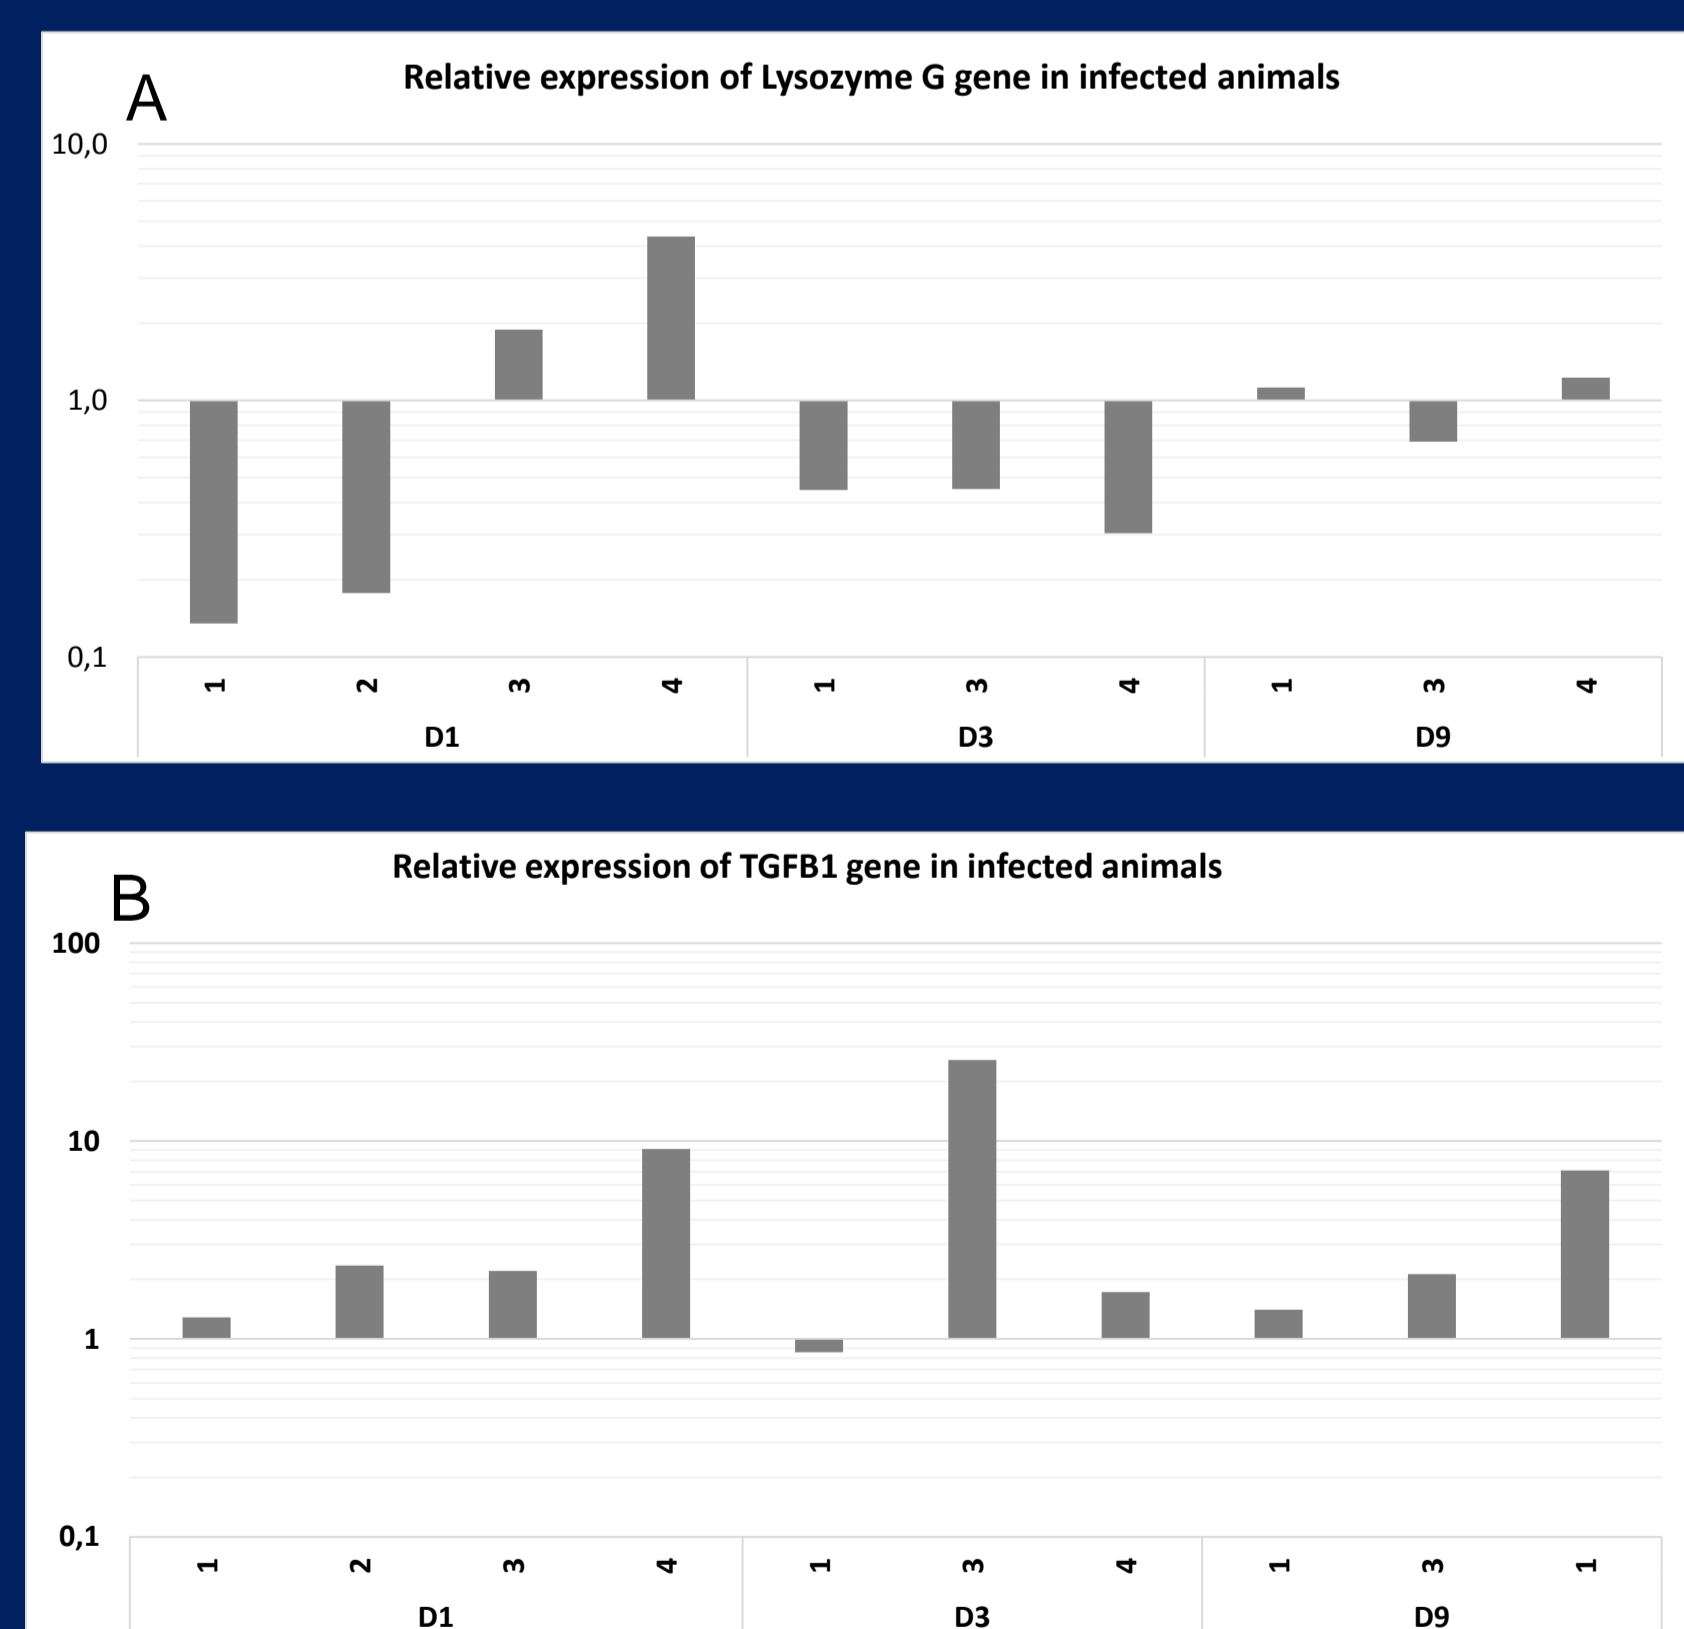 A
Relative expression of Lysozyme G gene in infected animals
10,0
1,0
0,1
1 2 3 4 1 3 4 1 3 4
D1 D3 D9
B
Relative expression of TGFB1 gene in infected animals
100
10
1
0,1
1 2 3 4 1 3 4 1 3 1
D1 D3 D9